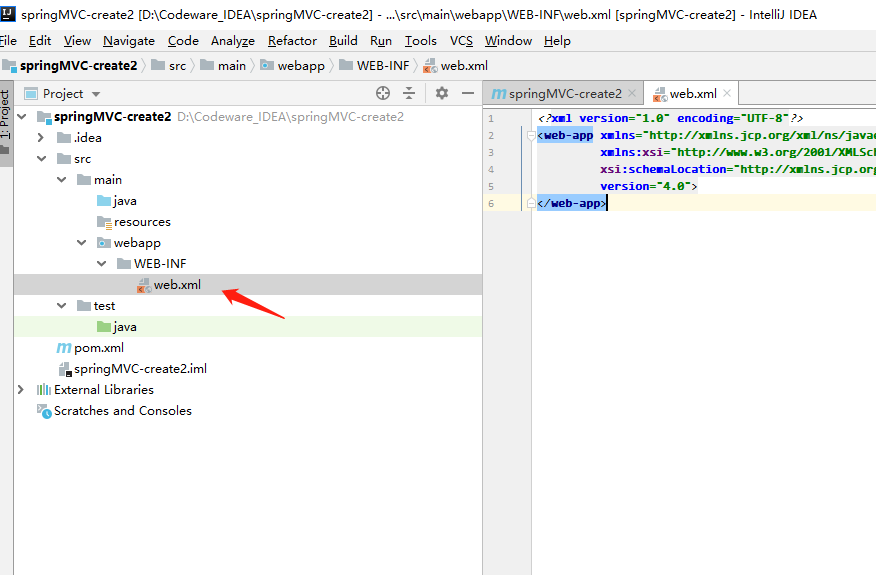 IJ springMVC-create2 [D:\Codeware_IDEA\springMVC-create2] - ...\src\main\webapp\WEB-INF\web.xml [springMVC-create2] - IntelliJ IDEA
File Edit View Navigate Code Analyze Refactor Build Run Tools VCS Window Help
springMVC-create2 src main webapp WEB-INF web.xml
1: Project
Project
springMVC-create2 D:\Codeware_IDEA\springMVC-create2
.idea
src
main
java
resources
webapp
WEB-INF
web.xml
test
java
m pom.xml
springMVC-create2.iml
External Libraries
Scratches and Consoles
m springMVC-create2 web.xml
1 <?xml version="1.0" encoding="UTF-8"?>
2 <web-app xmlns="http://xmlns.jcp.org/xml/ns/javae
3 xmlns:xsi="http://www.w3.org/2001/XMLSch
4 xsi:schemaLocation="http://xmlns.jcp.org
5 version="4.0">
6 </web-app>